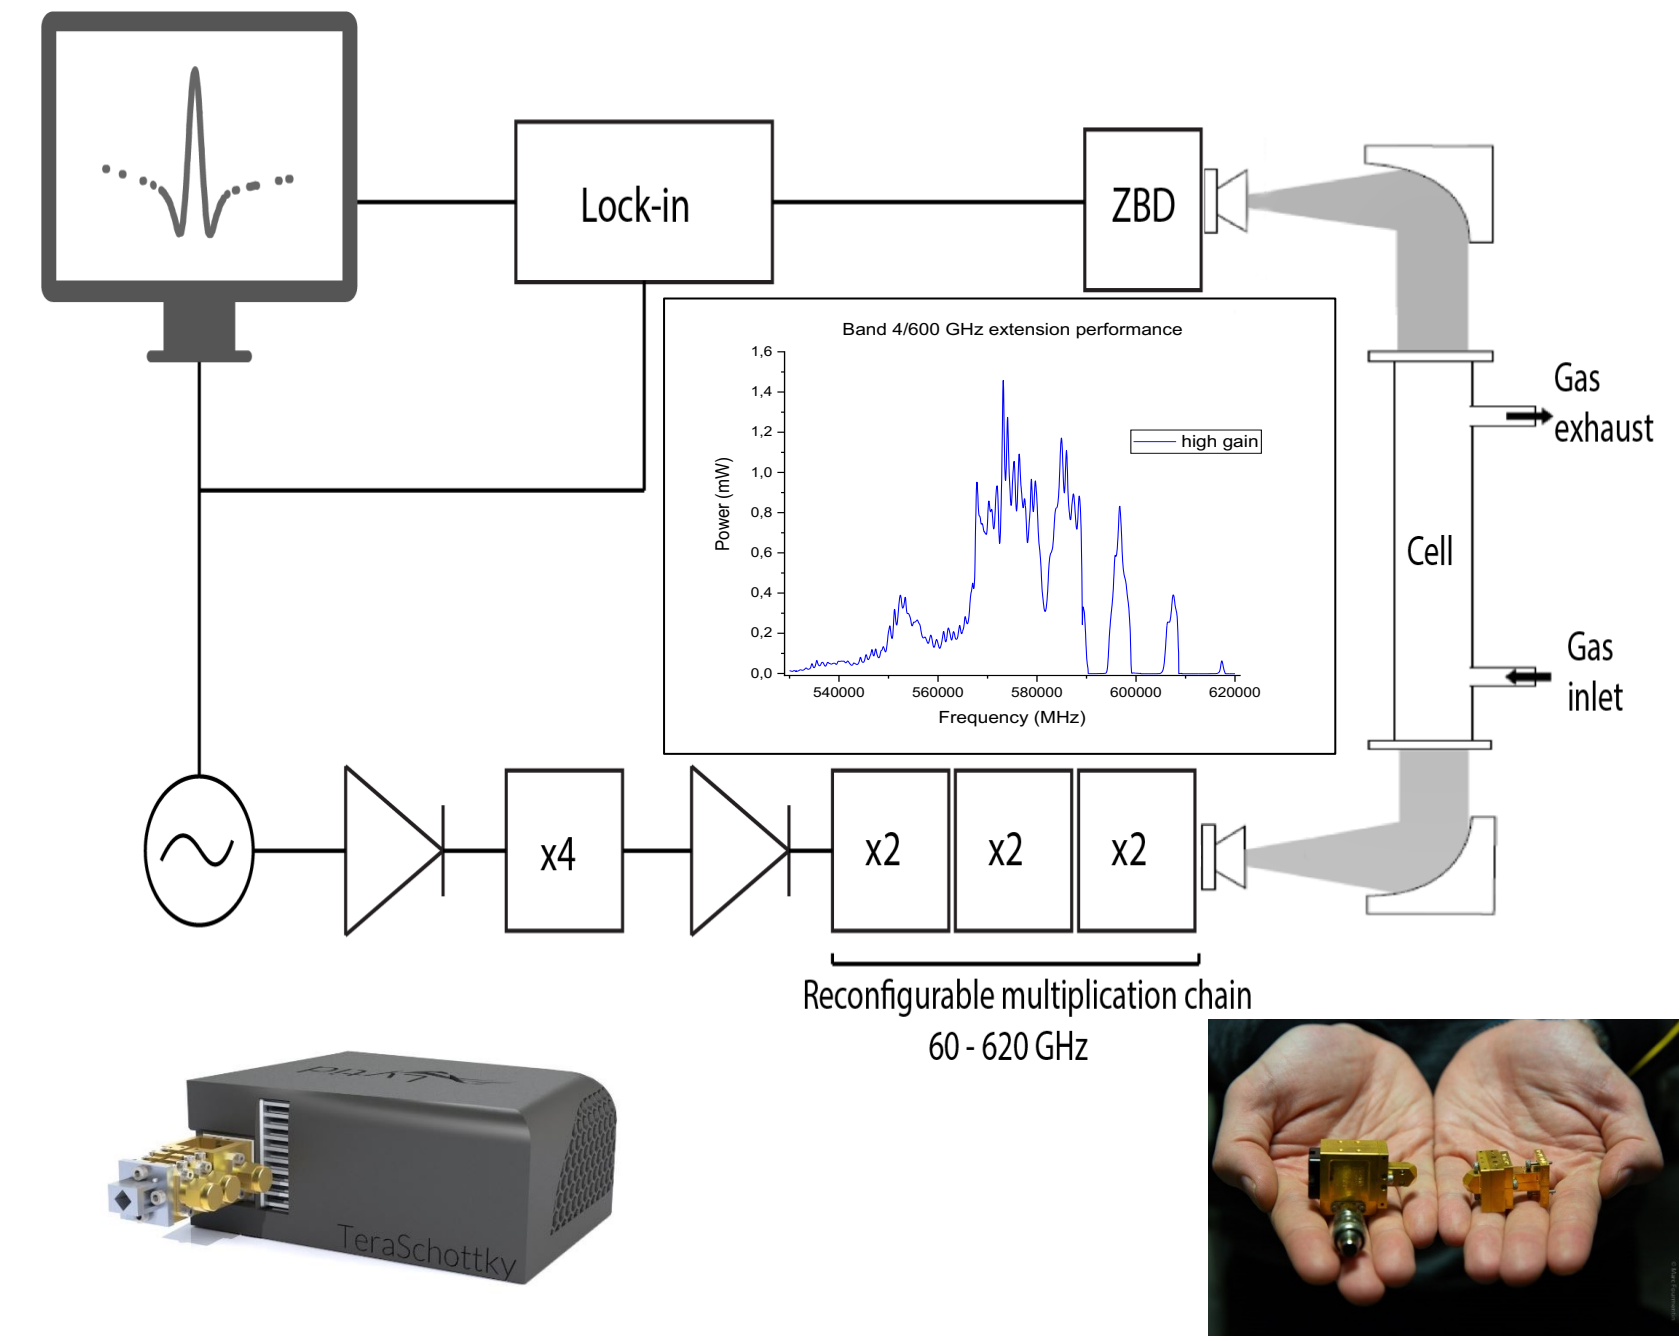 Lock-in
ZBD
Band 4/600 GHz extension performance
1,6
1,4
1,2
1,0
0,8
0,6
0,4
0,2
0,0
Power (mW)
high gain
540000 560000 580000 600000 620000
Frequency (MHz)
Gas
exhaust
Cell
Gas
inlet
x4
x2
x2
x2
Reconfigurable multiplication chain
60 - 620 GHz
Lytid
TeraSchottky